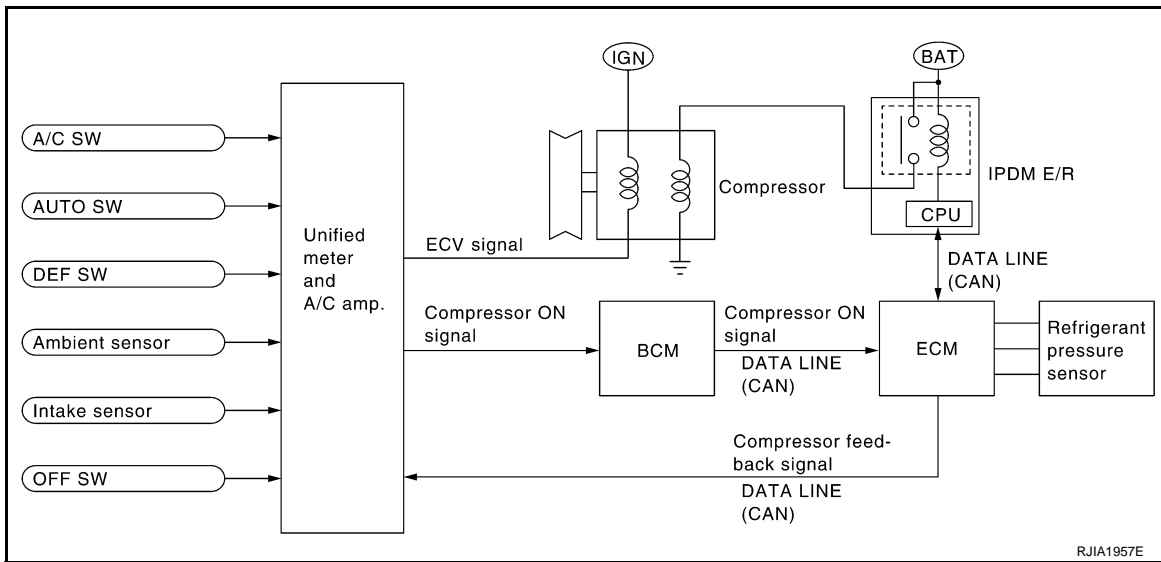 IGN
BAT
A/C SW
AUTO SW
DEF SW
Ambient sensor
Intake sensor
OFF SW
Unified
meter
and
A/C amp.
ECV signal
Compressor
IPDM E/R
CPU
DATA LINE
(CAN)
Compressor ON
signal
BCM
Compressor ON
signal
DATA LINE
(CAN)
ECM
Refrigerant
pressure
sensor
Compressor feed-
back signal
DATA LINE
(CAN)
RJIA1957E